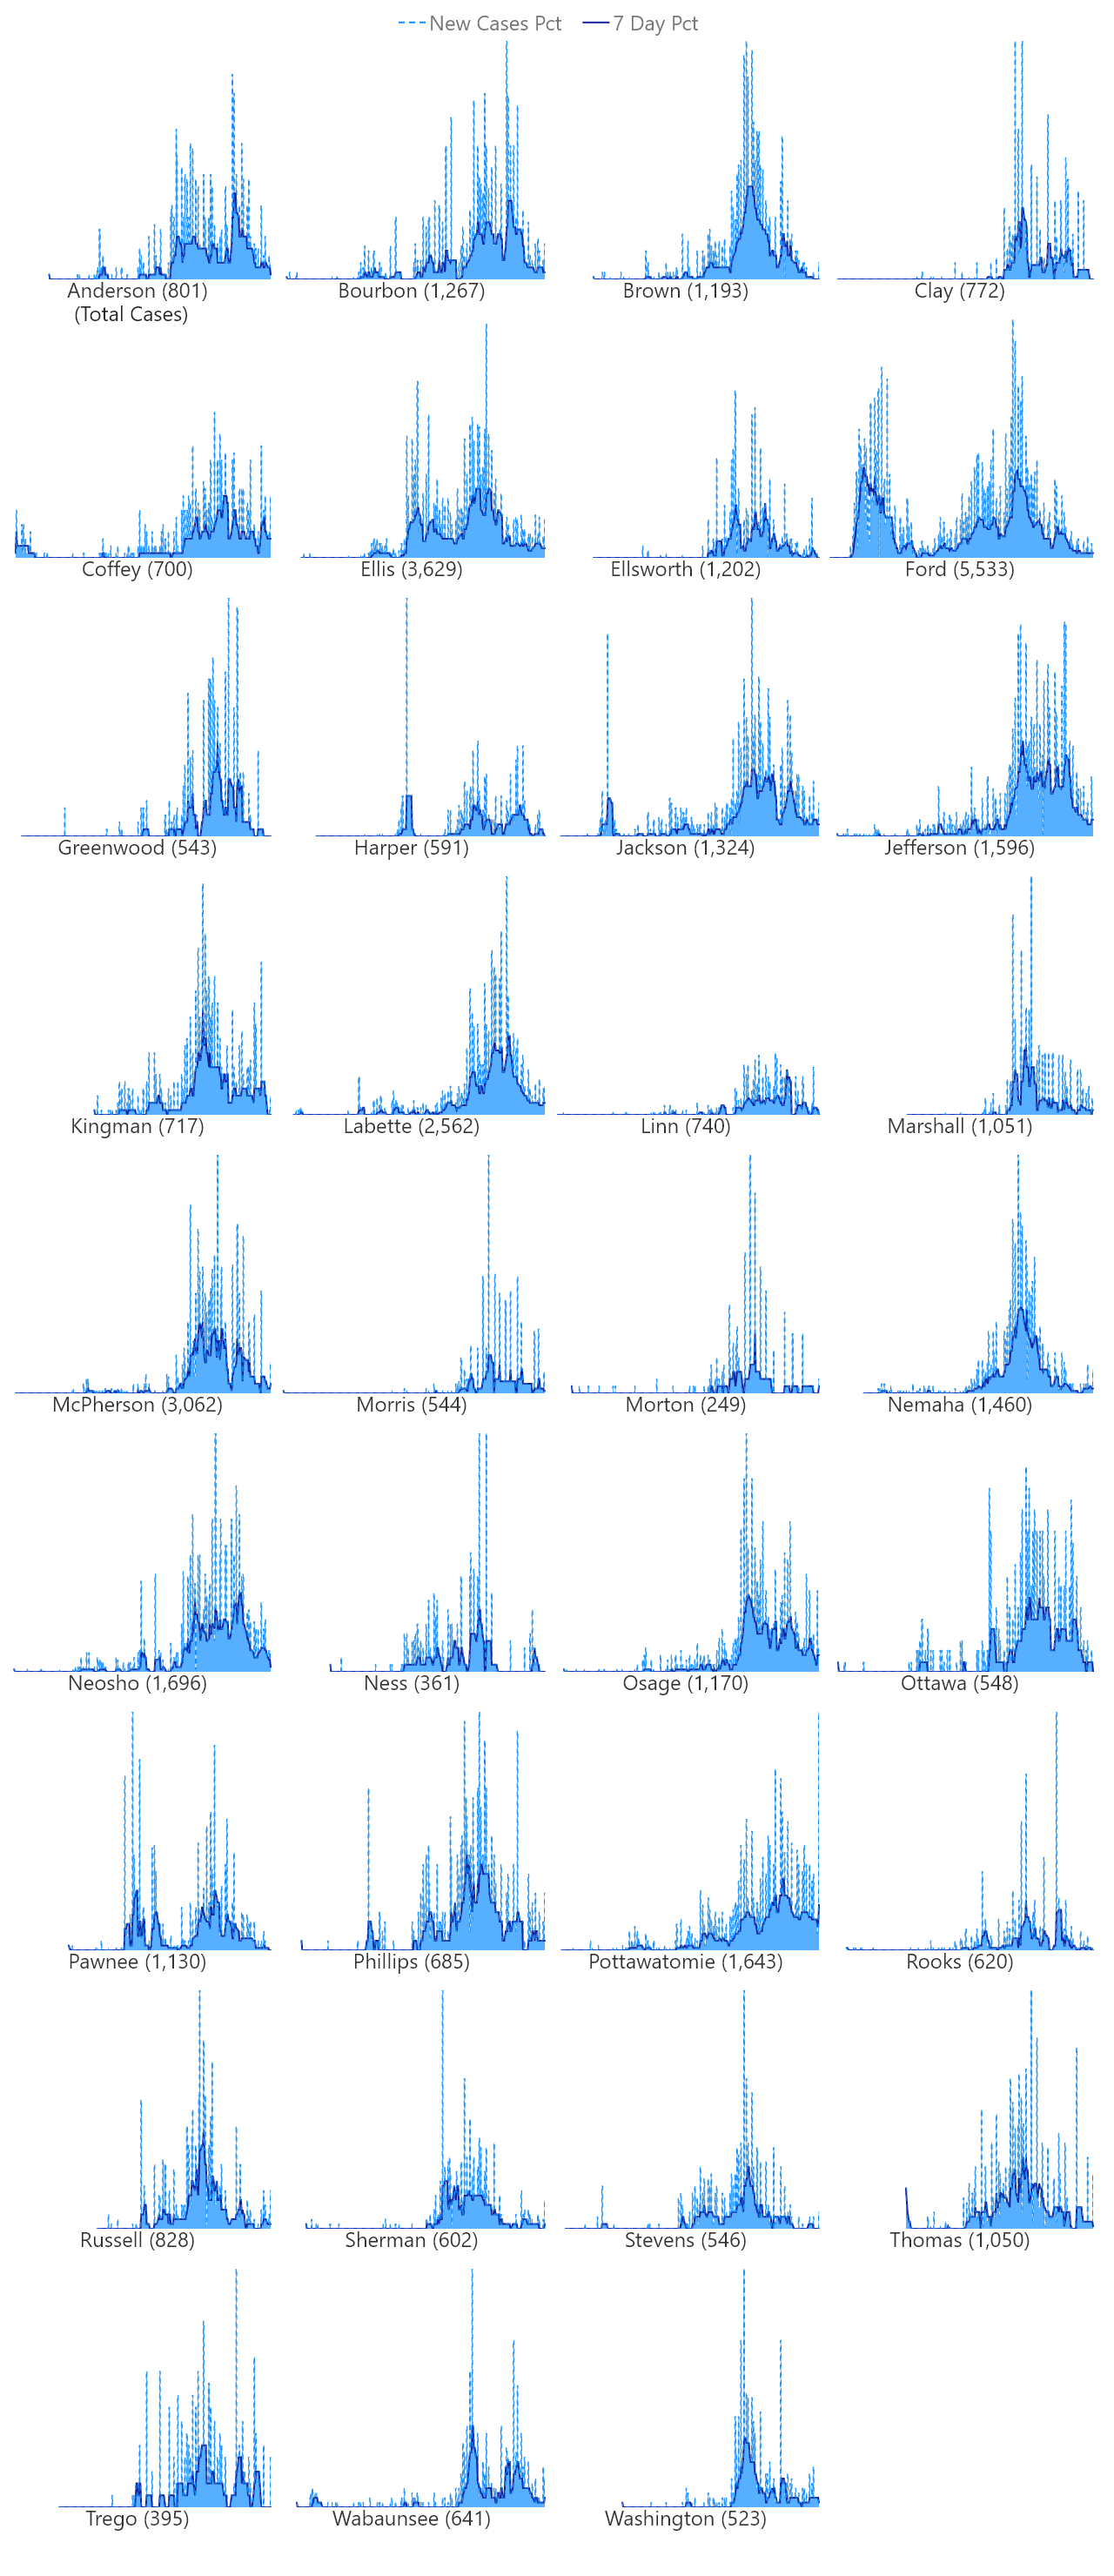 New Cases Pct 7 Day Pct
Anderson (801) Bourbon (1,267) Brown (1,193) Clay (772)
(Total Cases)
Coffey (700) Ellis (3,629) Ellsworth (1,202) Ford (5,533)
Greenwood (543) Harper (591) Jackson (1,324) Jefferson (1,596)
Kingman (717) Labette (2,562) Linn (740) Marshall (1,051)
McPherson (3,062) Morris (544) Morton (249) Nemaha (1,460)
Neosho (1,696) Ness (361) Osage (1,170) Ottawa (548)
Pawnee (1,130) Phillips (685) Pottawatomie (1,643) Rooks (620)
Russell (828) Sherman (602) Stevens (546) Thomas (1,050)
Trego (395) Wabaunsee (641) Washington (523)